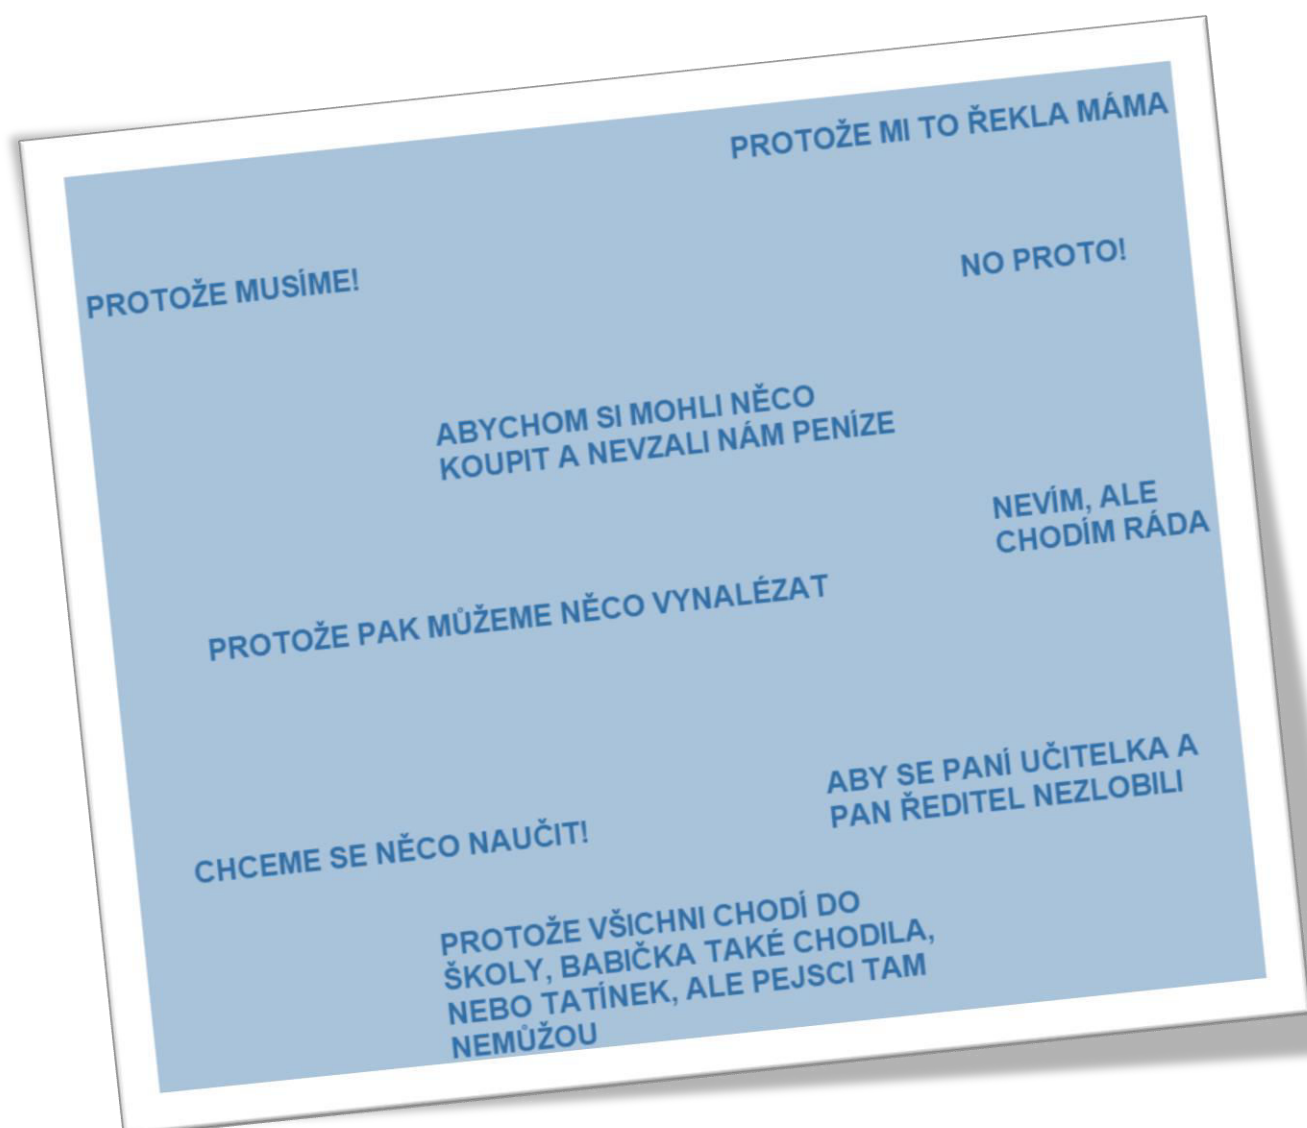 PROTOŽE MI TO ŘEKLA MÁMA
PROTOŽE MUSÍME!
NO PROTO!
ABYCHOM SI MOHLI NĚCO
KOUPIT A NEVZALI NÁM PENÍZE
NEVÍM, ALE
CHODÍM RÁDA
PROTOŽE PAK MŮŽEME NĚCO VYNALÉZAT
ABY SE PANÍ UČITELKA A
PAN ŘEDITEL NEZLOBILI
CHCEME SE NĚCO NAUČIT!
PROTOŽE VŠICHNI CHODÍ DO
ŠKOLY, BABIČKA TAKÉ CHODILA,
NEBO TATÍNEK, ALE PEJSCI TAM
NEMŮŽOU